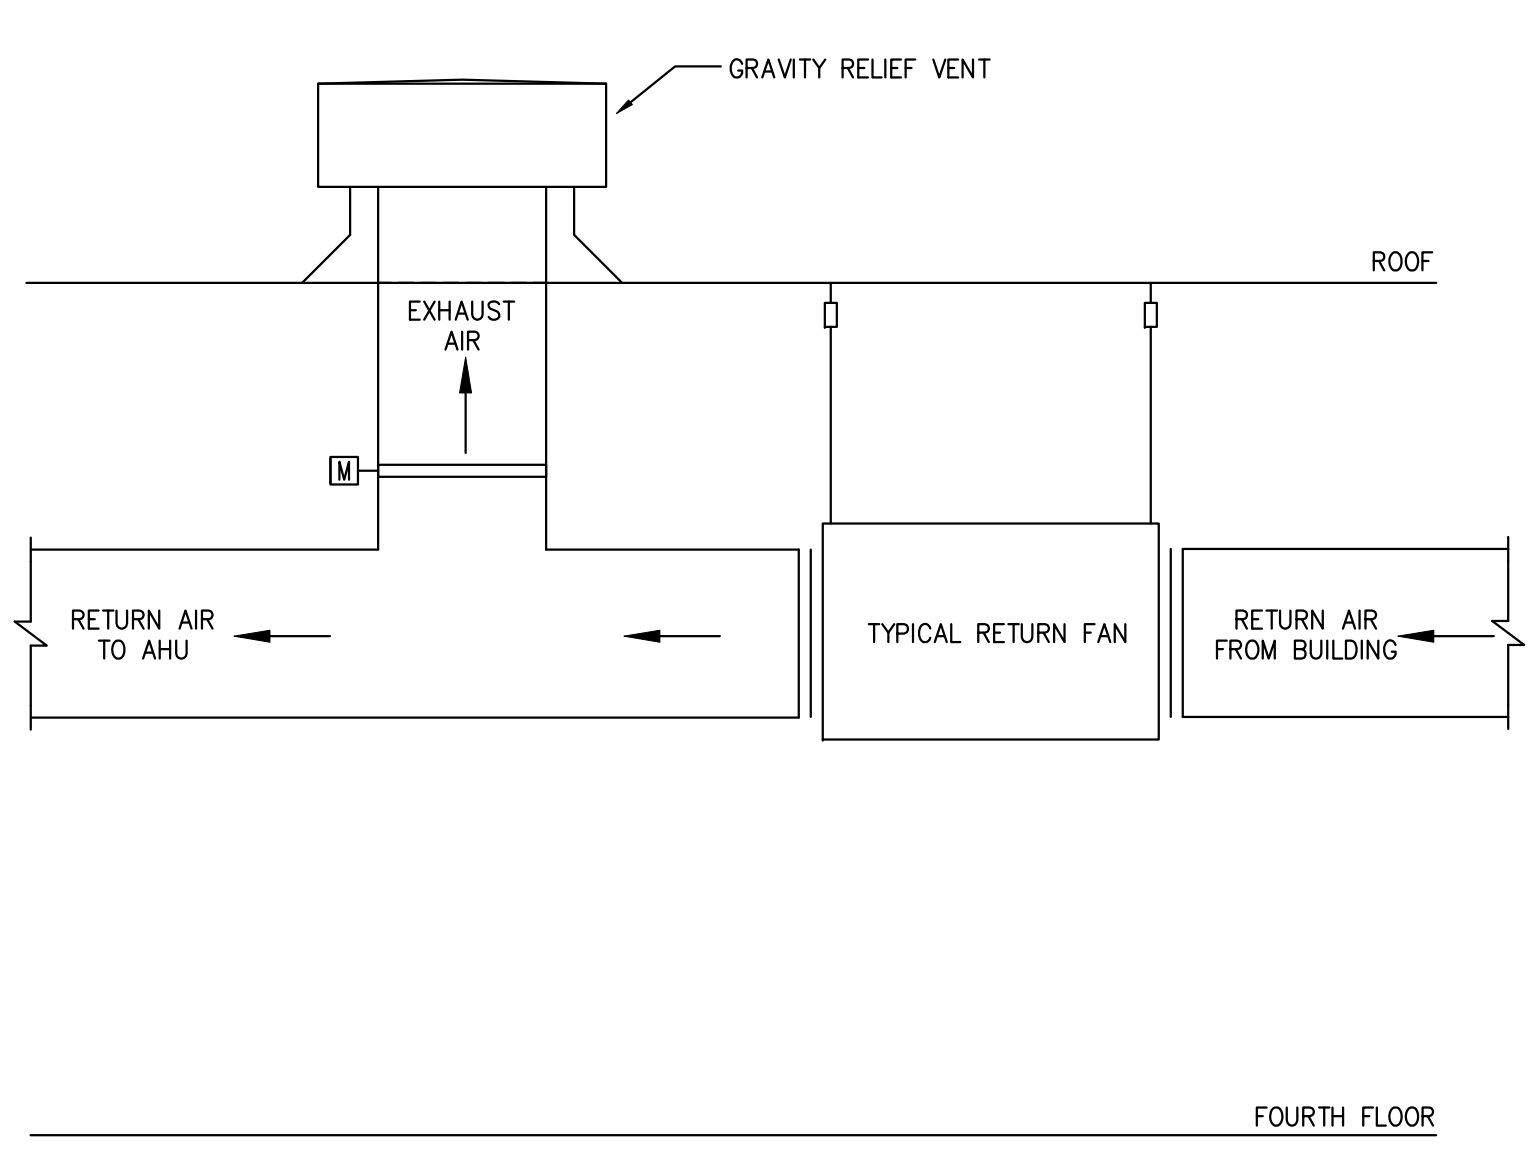 GRAVITY RELIEF VENT
ROOF
EXHAUST
AIR
M
RETURN AIR
TO AHU
TYPICAL RETURN FAN
RETURN AIR
FROM BUILDING
FOURTH FLOOR